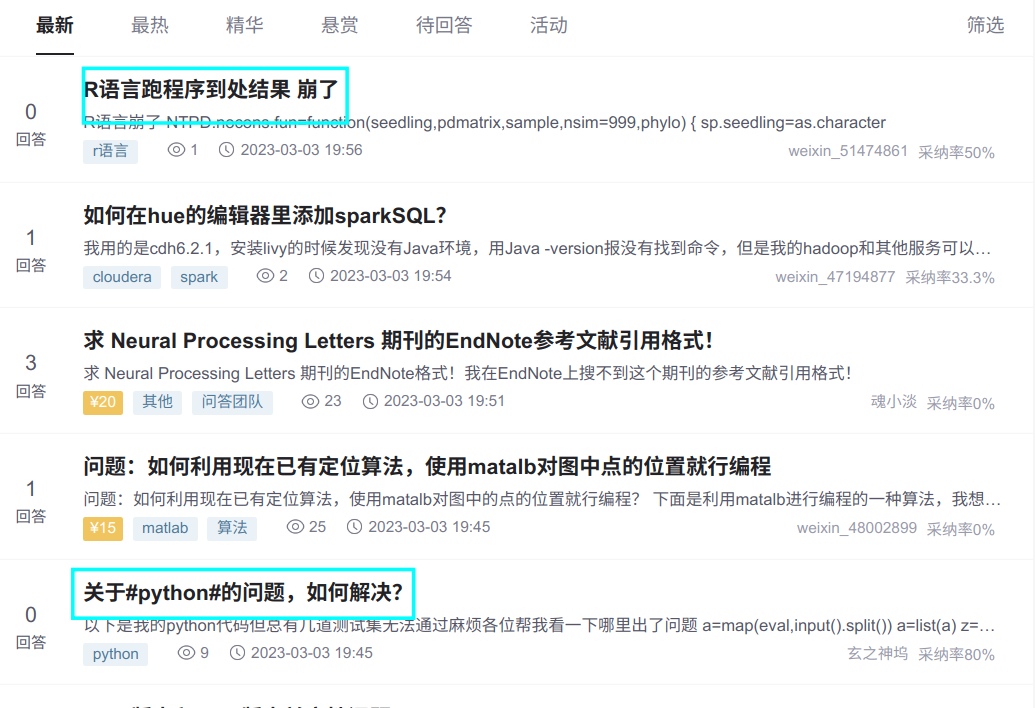 最新 最热 精华 悬赏 待回答 活动 筛选
R语言跑程序到处结果 崩了
0
回答
R语言崩了 NTPD.nocons.fun=function(seedling,pdmatrix,sample,nsim=999,phylo) { sp.seedling=as.character
r语言 1 2023-03-03 19:56 weixin_51474861 采纳率50%
如何在hue的编辑器里添加sparkSQL?
1
回答
我用的是cdh6.2.1，安装livy的时候发现没有Java环境，用Java -version报没有找到命令，但是我的hadoop和其他服务可以…
cloudera spark 2 2023-03-03 19:54 weixin_47194877 采纳率33.3%
求 Neural Processing Letters 期刊的EndNote参考文献引用格式！
3
回答
求 Neural Processing Letters 期刊的EndNote格式！我在EndNote上搜不到这个期刊的参考文献引用格式！
¥20 其他 问答团队 23 2023-03-03 19:51 魂小淡 采纳率0%
问题：如何利用现在已有定位算法，使用matalb对图中点的位置就行编程
1
回答
问题：如何利用现在已有定位算法，使用matalb对图中的点的位置就行编程？ 下面是利用matalb进行编程的一种算法，我想…
¥15 matlab 算法 25 2023-03-03 19:45 weixin_48002899 采纳率0%
关于#python#的问题，如何解决？
0
回答
以下是我的python代码但总有几道测试集无法通过麻烦各位帮我看一下哪里出了问题 a=map(eval,input().split()) a=list(a) z=…
python 9 2023-03-03 19:45 玄之神坞 采纳率80%